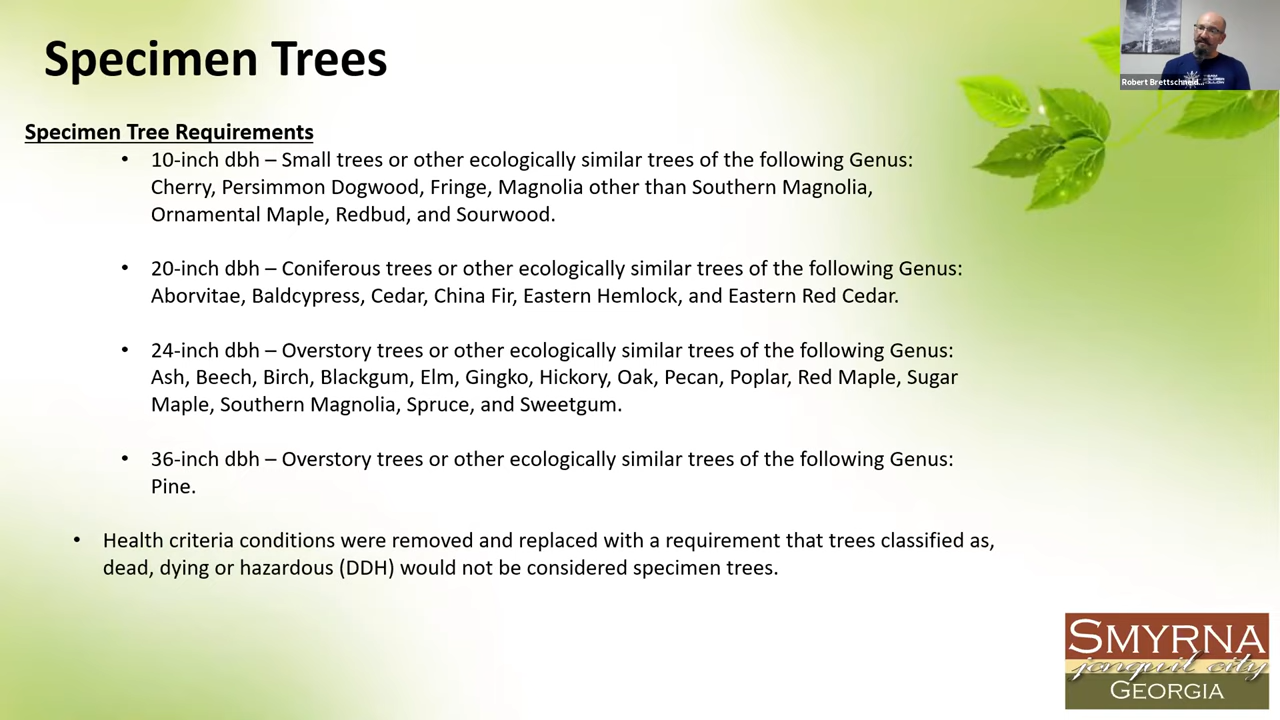 Specimen Trees
Robert Brettschneid...
Specimen Tree Requirements
• 10-inch dbh – Small trees or other ecologically similar trees of the following Genus:
Cherry, Persimmon Dogwood, Fringe, Magnolia other than Southern Magnolia,
Ornamental Maple, Redbud, and Sourwood.
• 20-inch dbh – Coniferous trees or other ecologically similar trees of the following Genus:
Aborvitae, Baldcypress, Cedar, China Fir, Eastern Hemlock, and Eastern Red Cedar.
• 24-inch dbh – Overstory trees or other ecologically similar trees of the following Genus:
Ash, Beech, Birch, Blackgum, Elm, Gingko, Hickory, Oak, Pecan, Poplar, Red Maple, Sugar
Maple, Southern Magnolia, Spruce, and Sweetgum.
• 36-inch dbh – Overstory trees or other ecologically similar trees of the following Genus:
Pine.
• Health criteria conditions were removed and replaced with a requirement that trees classified as,
dead, dying or hazardous (DDH) would not be considered specimen trees.
SMYRNA
jonquil city
GEORGIA